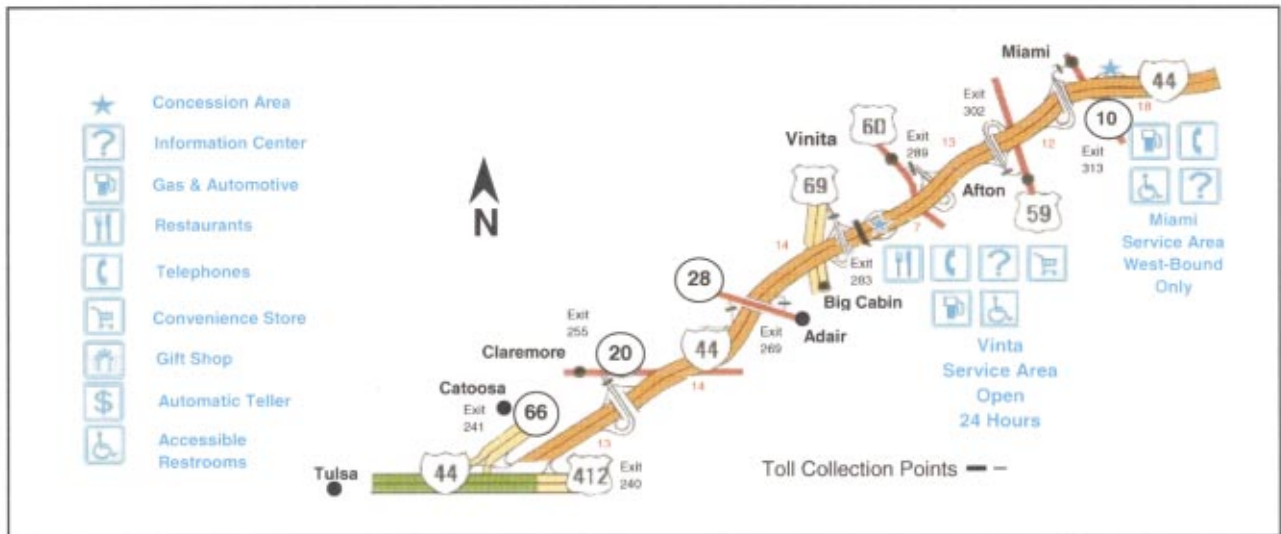 Concession Area
Information Center
Gas & Automotive
Restaurants
Telephones
Convenience Store
Gift Shop
$
Automatic Teller
Accessible
Restrooms
?
N
Tulsa
44
412
Exit
240
Catoosa
Exit
241
66
13
Claremore
Exit
255
20
14
44
28
Exit
269
Adair
14
69
Big Cabin
Exit
283
Vinita
60
Exit
289
7
13
Exit
302
Afton
59
12
Miami
10
Exit
313
18
44
?
Miami
Service Area
West-Bound
Only
?
Vinta
Service Area
Open
24 Hours
Toll Collection Points